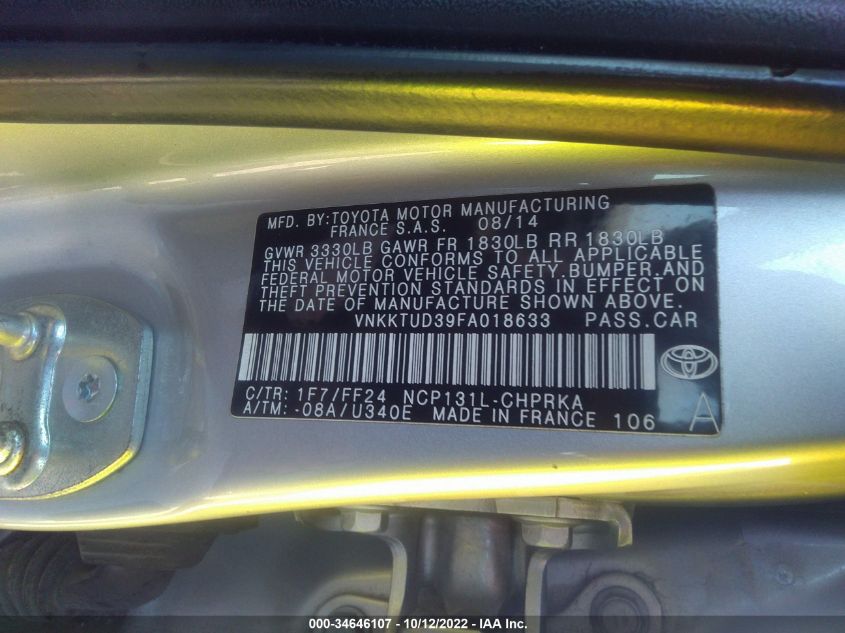 MFD. BY:TOYOTA MOTOR MANUFACTURING
FRANCE S.A.S. 08/14
GVWR 3330LB GAWR FR 1830LB RR 1830LB
THIS VEHICLE CONFORMS TO ALL APPLICABLE
FEDERAL MOTOR VEHICLE SAFETY.BUMPER.AND
THEFT PREVENTION STANDARDS IN EFFECT ON
THE DATE OF MANUFACTURE SHOWN ABOVE.
VNKKTUD39FA018633 PASS.CAR
C/TR: 1F7/FF24 NCP131L-CHPRKA
A/TM: -08A/U340E MADE IN FRANCE 106
A
000-34646107 - 10/12/2022 - IAA Inc.